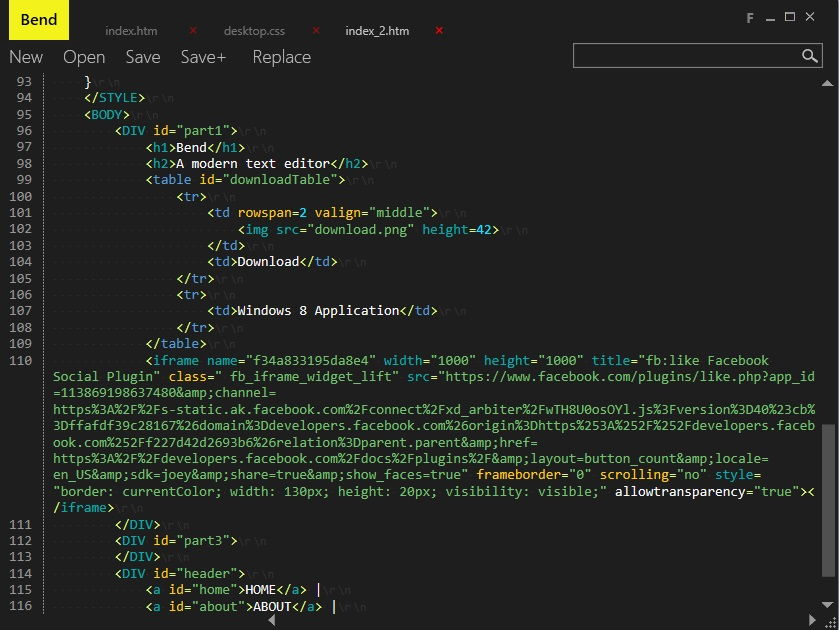 Bend
index.htm × desktop.css × index_2.htm × F
New Open Save Save+ Replace
93 }\r\n
94 </STYLE>\r\n
95 <BODY>\r\n
96 <DIV id="part1">\r\n
97 <h1>Bend</h1>\r\n
98 <h2>A modern text editor</h2>\r\n
99 <table id="downloadTable">\r\n
100 <tr>\r\n
101 <td rowspan=2 valign="middle">\r\n
102 <img src="download.png" height=42>\r\n
103 </td>\r\n
104 <td>Download</td>\r\n
105 </tr>\r\n
106 <tr>\r\n
107 <td>Windows 8 Application</td>\r\n
108 </tr>\r\n
109 </table>\r\n
110 <iframe name="f34a833195da8e4" width="1000" height="1000" title="fb:like Facebook
Social Plugin" class=" fb_iframe_widget_lift" src="https://www.facebook.com/plugins/like.php?app_id
=113869198637480&amp;channel=
https%3A%2F%2Fs-static.ak.facebook.com%2Fconnect%2Fxd_arbiter%2FwTH8U0osOYl.js%3Fversion%3D40%23cb%
3Dffafdf39c28167%26domain%3Ddevelopers.facebook.com%26origin%3Dhttps%253A%252F%252Fdevelopers.faceb
ook.com%252Ff227d42d2693b6%26relation%3Dparent.parent&amp;href=
https%3A%2F%2Fdevelopers.facebook.com%2Fdocs%2Fplugins%2F&amp;layout=button_count&amp;locale=
en_US&amp;sdk=joey&amp;share=true&amp;show_faces=true" frameborder="0" scrolling="no" style=
"border: currentColor; width: 130px; height: 20px; visibility: visible;" allowtransparency="true"><
/iframe>\r\n
111 </DIV>\r\n
112 <DIV id="part3">\r\n
113 </DIV>\r\n
114 <DIV id="header">\r\n
115 <a id="home">HOME</a> |\r\n
116 <a id="about">ABOUT</a> |\r\n